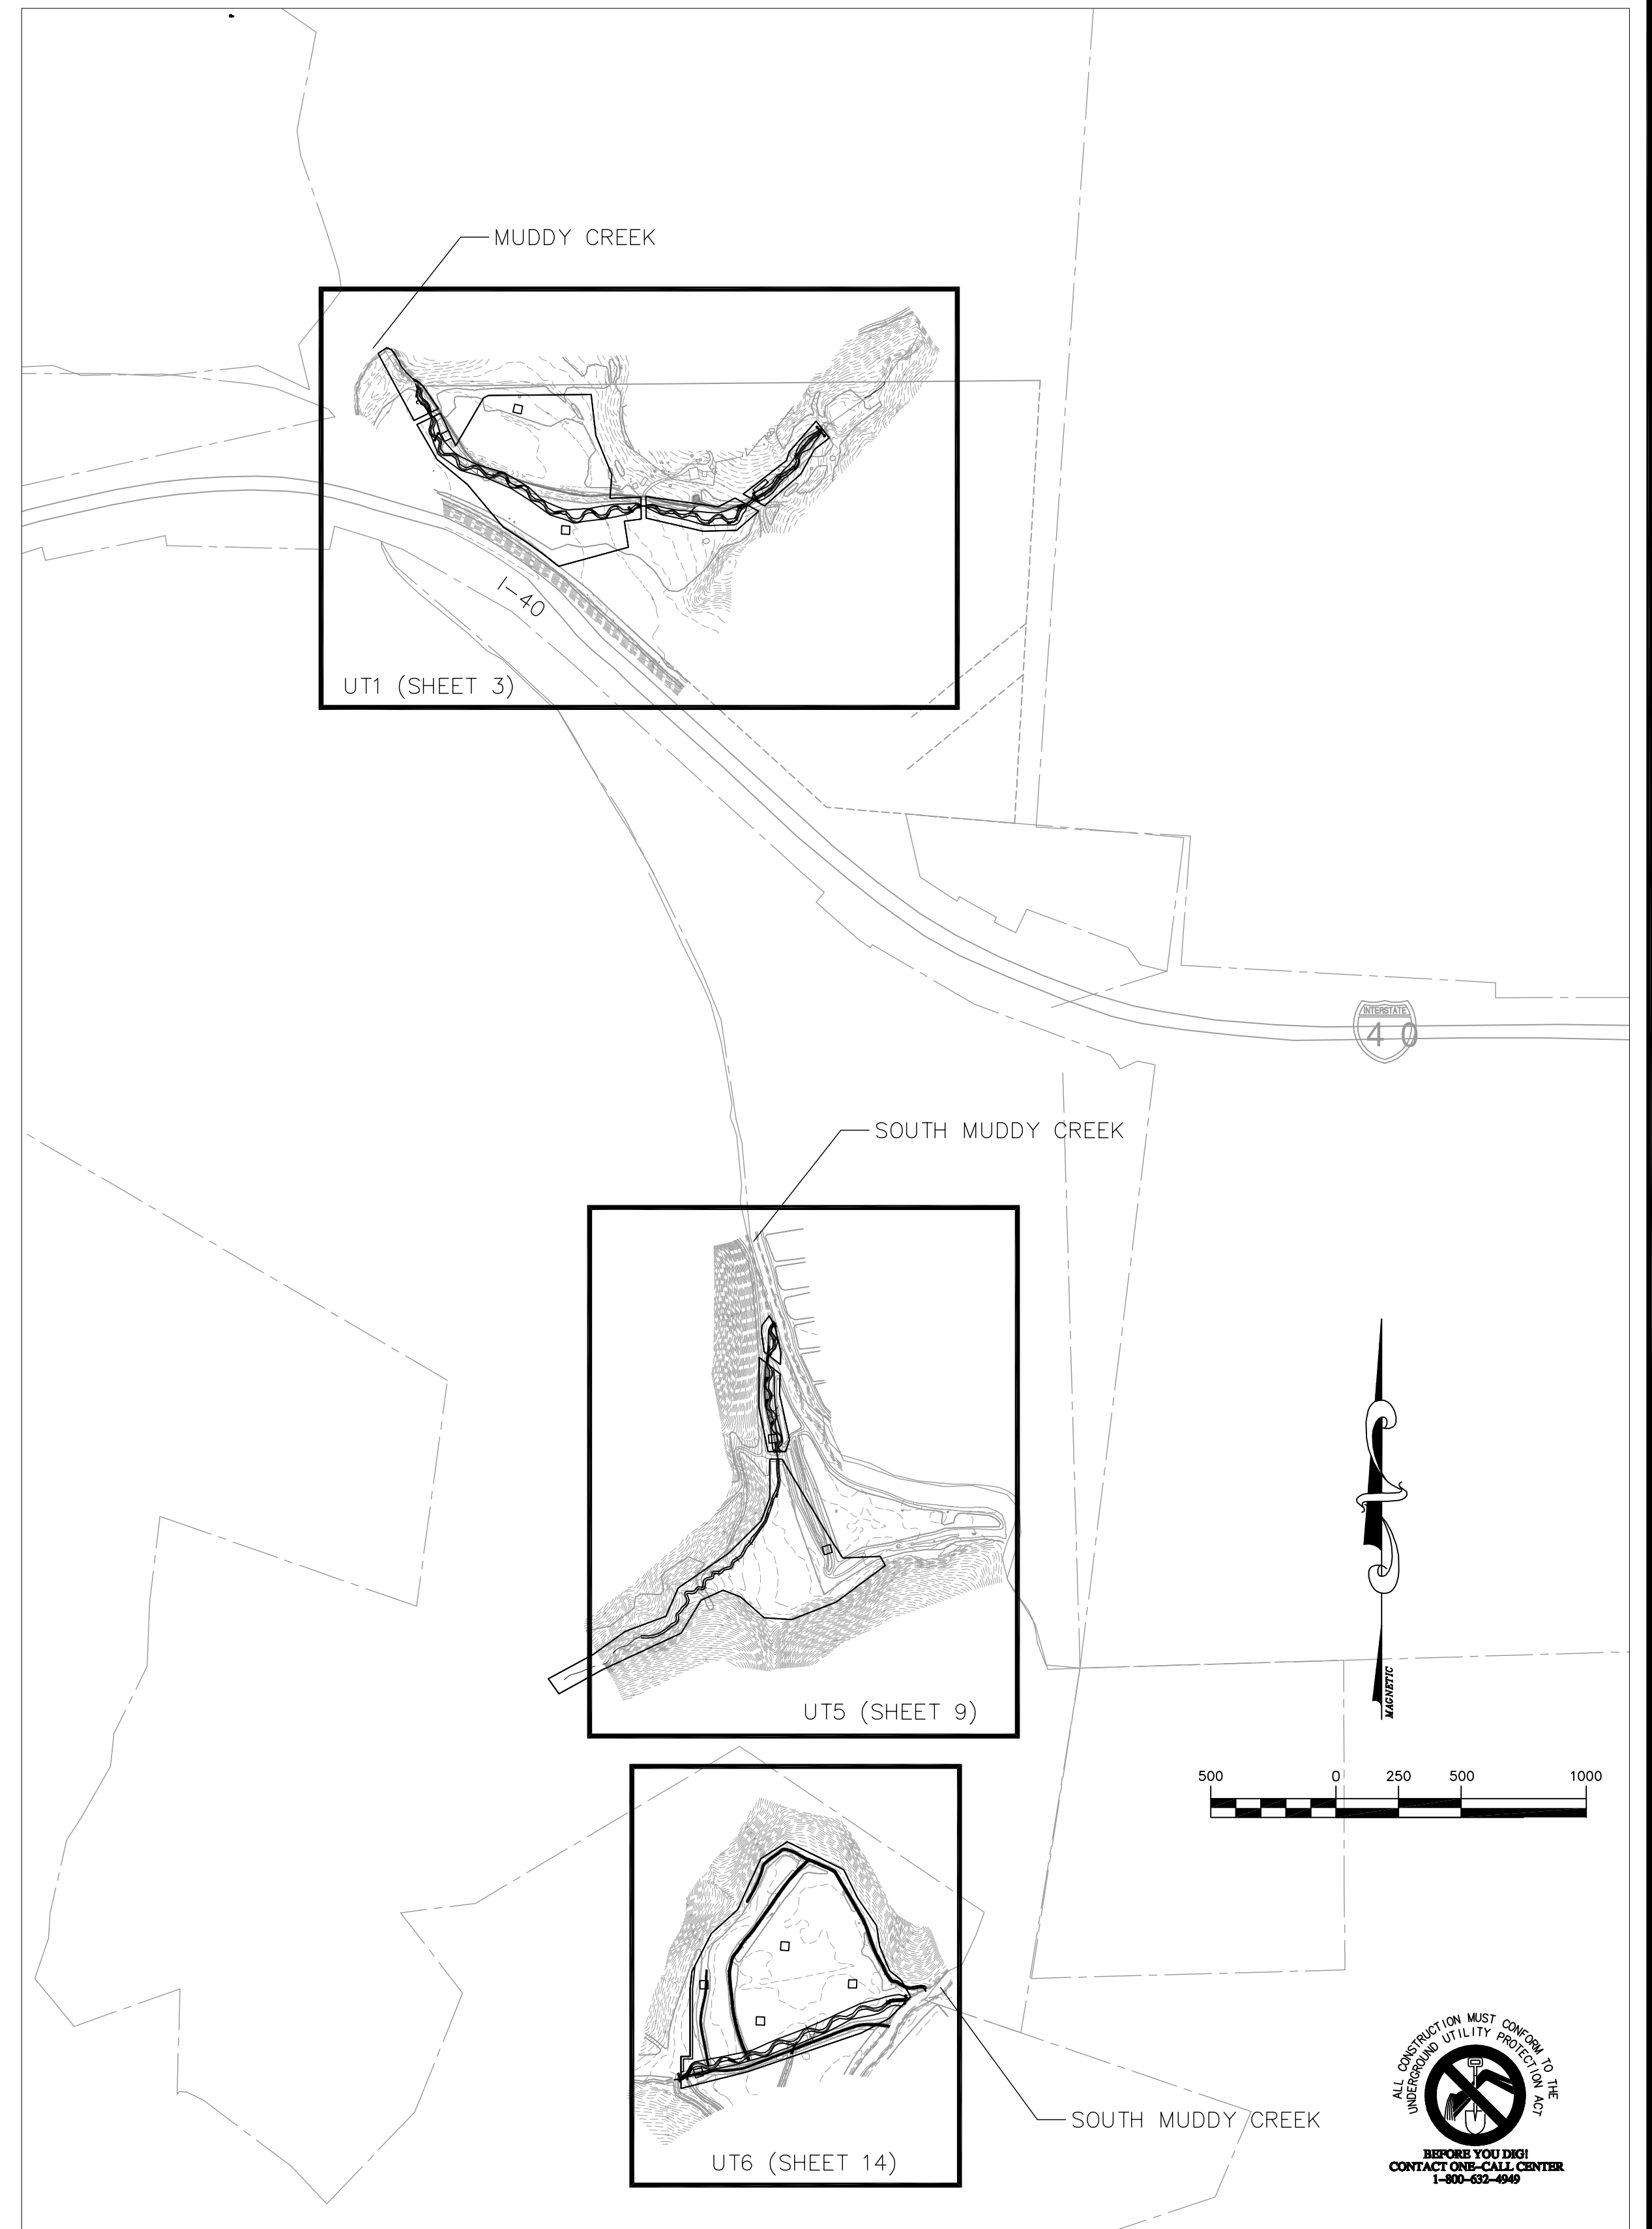 MUDDY CREEK
I-40
UT1 (SHEET 3)
INTERSTATE
40
SOUTH MUDDY CREEK
UT5 (SHEET 9)
MAGNETIC
500 0 250 500 1000
UT6 (SHEET 14)
SOUTH MUDDY CREEK
ALL CONSTRUCTION MUST CONFORM TO THE
UNDERGROUND UTILITY PROTECTION ACT
BEFORE YOU DIG!
CONTACT ONE-CALL CENTER
1-800-632-4949